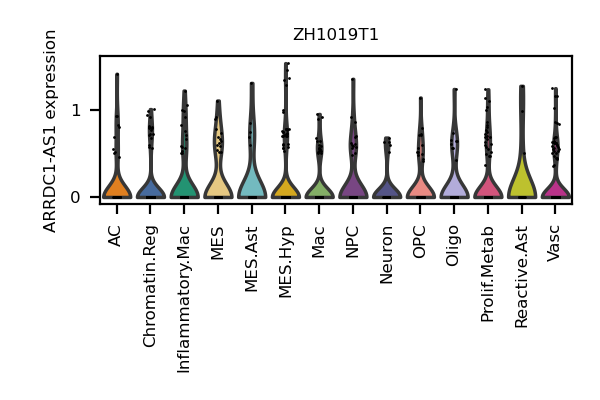 ZH1019T1
ARRDC1-AS1 expression
1
0
AC
Chromatin.Reg
Inflammatory.Mac
MES
MES.Ast
MES.Hyp
Mac
NPC
Neuron
OPC
Oligo
Prolif.Metab
Reactive.Ast
Vasc